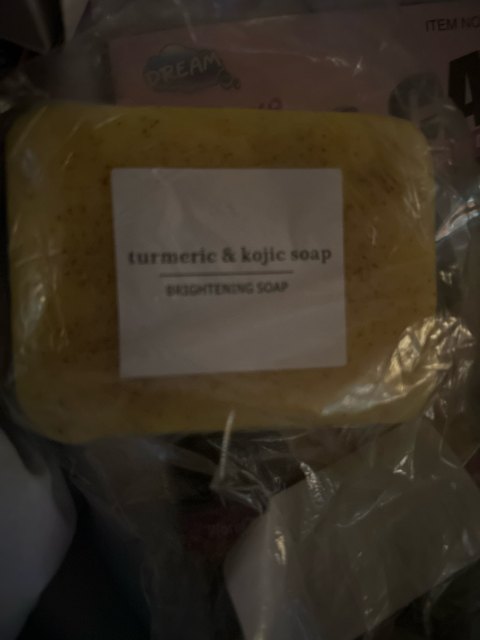 ITEM NO
DREAM
turmeric & kojic soap
BRIGHTENING SOAP